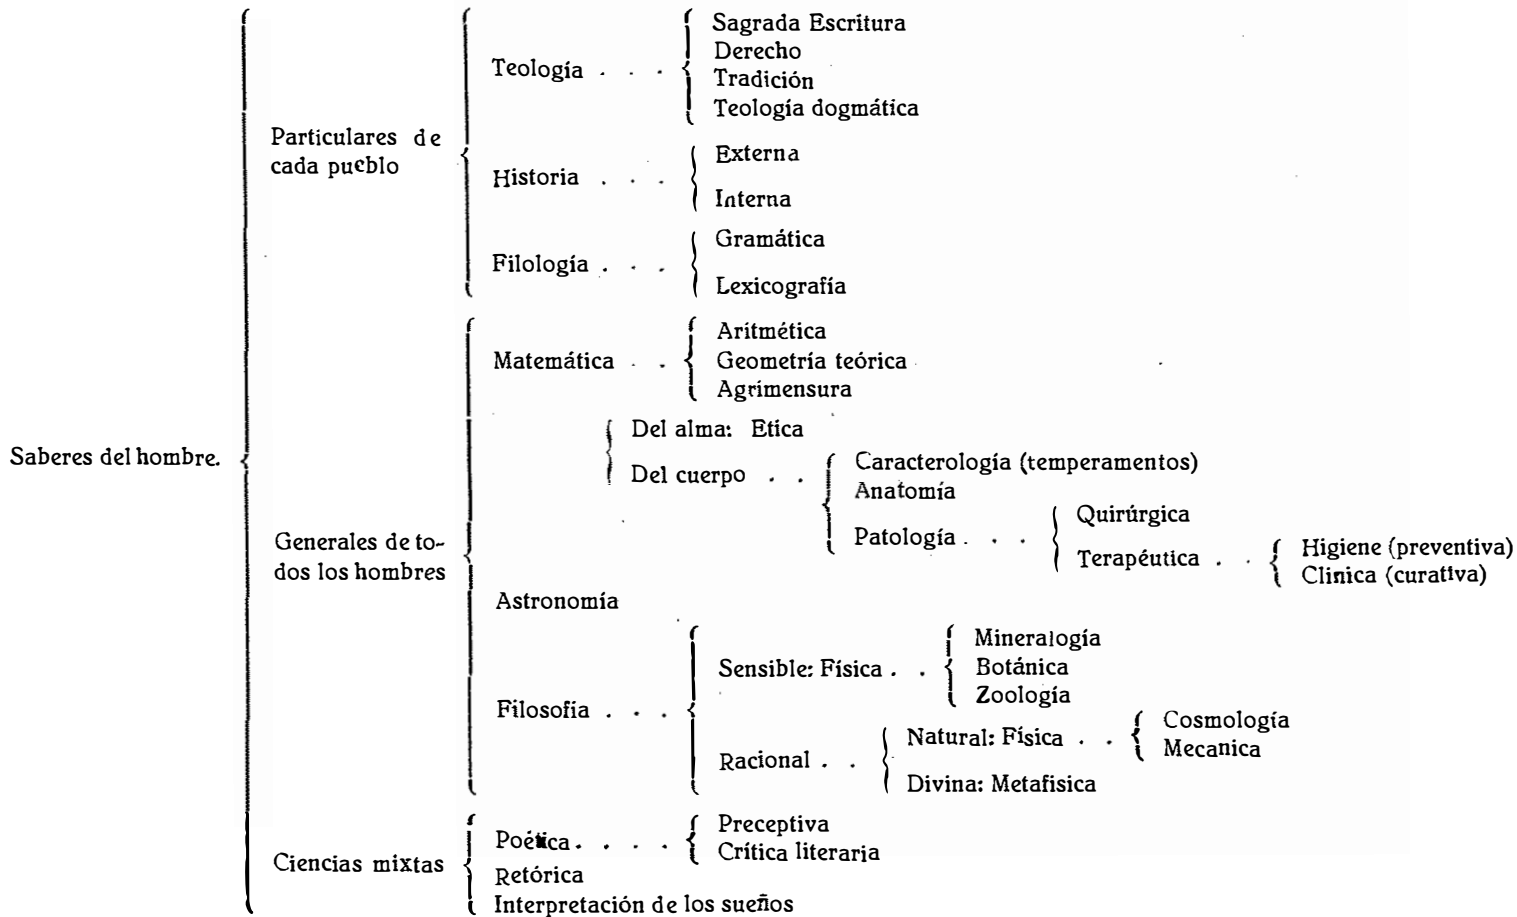 Saberes del hombre.
Particulares de
cada pueblo
Teología . . .
Sagrada Escritura
Derecho
Tradición
Teología dogmática
Historia . . .
Externa
Interna
Filología . . .
Gramática
Lexicografía
Generales de to-
dos los hombres
Matemática . .
Aritmética
Geometría teórica
Agrimensura
Del alma: Etica
Del cuerpo . .
Caracterología (temperamentos)
Anatomía
Patología . . .
Quirúrgica
Terapéutica . .
Higiene (preventiva)
Clinica (curativa)
Astronomía
Filosofia . . .
Sensible: Física . .
Mineralogía
Botánica
Zoología
Racional . .
Natural: Física . .
Cosmología
Mecanica
Divina: Metafisica
Ciencias mixtas
Poética . . . .
Preceptiva
Crítica literaria
Retórica
Interpretación de los sueños